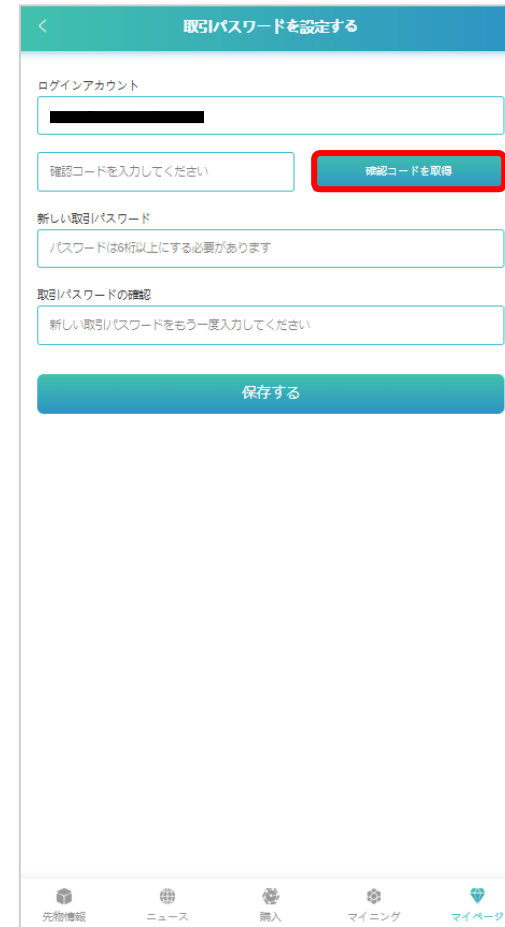 取引パスワードを設定する
ログインアカウント
確認コードを入力してください
確認コードを取得
新しい取引パスワード
パスワードは6桁以上にする必要があります
取引パスワードの確認
新しい取引パスワードをもう一度入力してください
保存する
先物情報
ニュース
購入
マイニング
マイページ